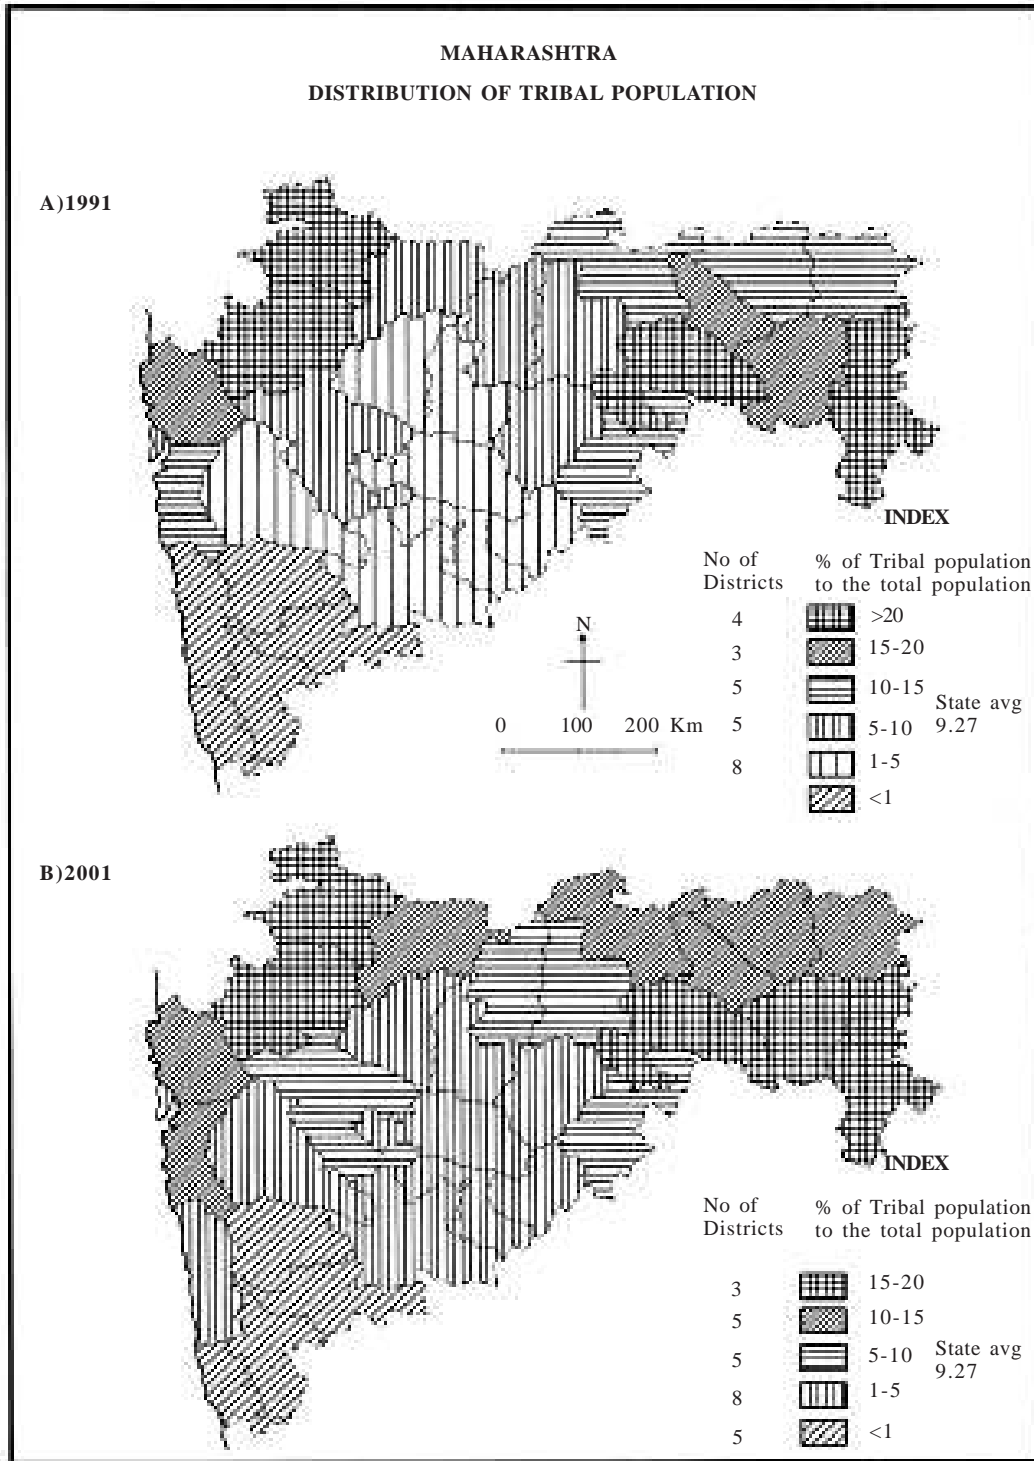 MAHARASHTRA
DISTRIBUTION OF TRIBAL POPULATION
A)1991
INDEX
No of Districts
% of Tribal population to the total population
4 >20
3 15-20
5 10-15
State avg 9.27
5 5-10
8 1-5
<1
N
0 100 200 Km
B)2001
INDEX
No of Districts
% of Tribal population to the total population
3 15-20
5 10-15
5 5-10
State avg 9.27
8 1-5
5 <1